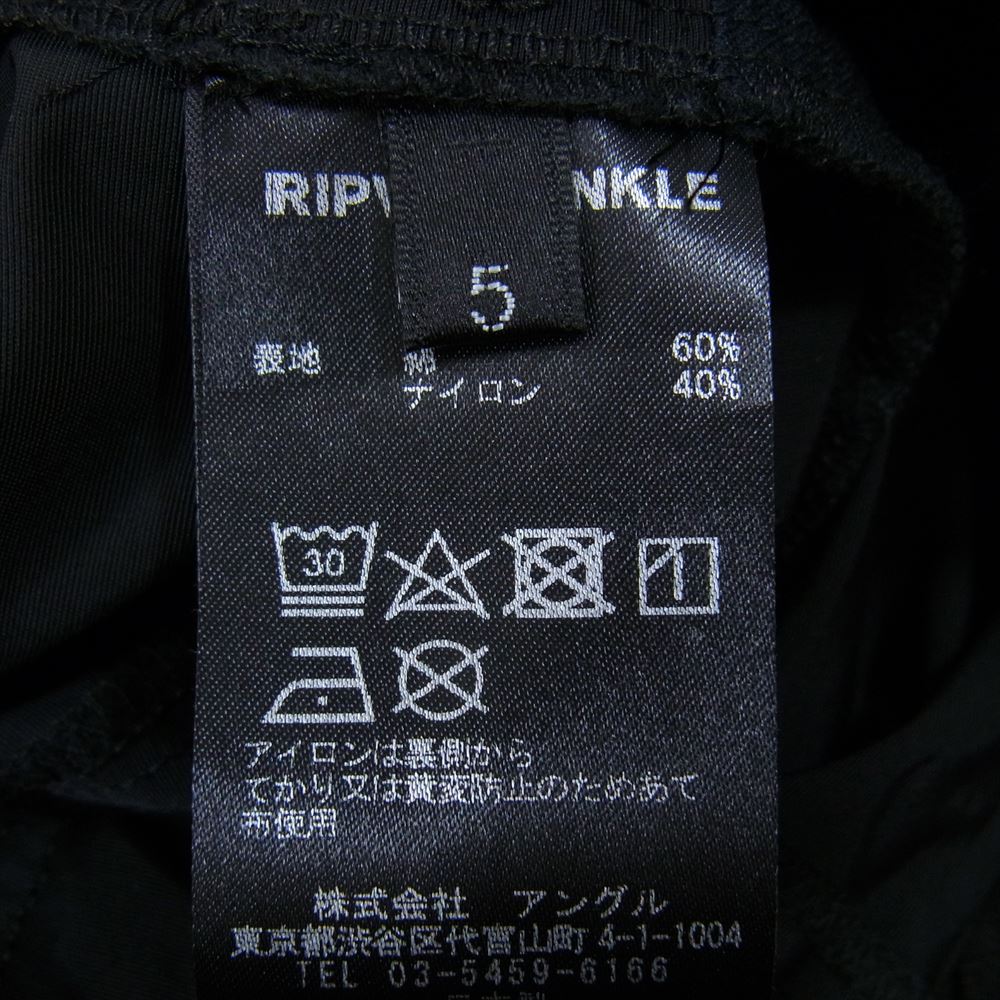 RIPV NKLE
5
表地 綿 60%
ナイロン 40%
30
アイロンは裏側から
てかり又は黄変防止のためあて
布使用
株式会社 アングル
東京都渋谷区代官山町4-1-1004
TEL 03-5459-6166